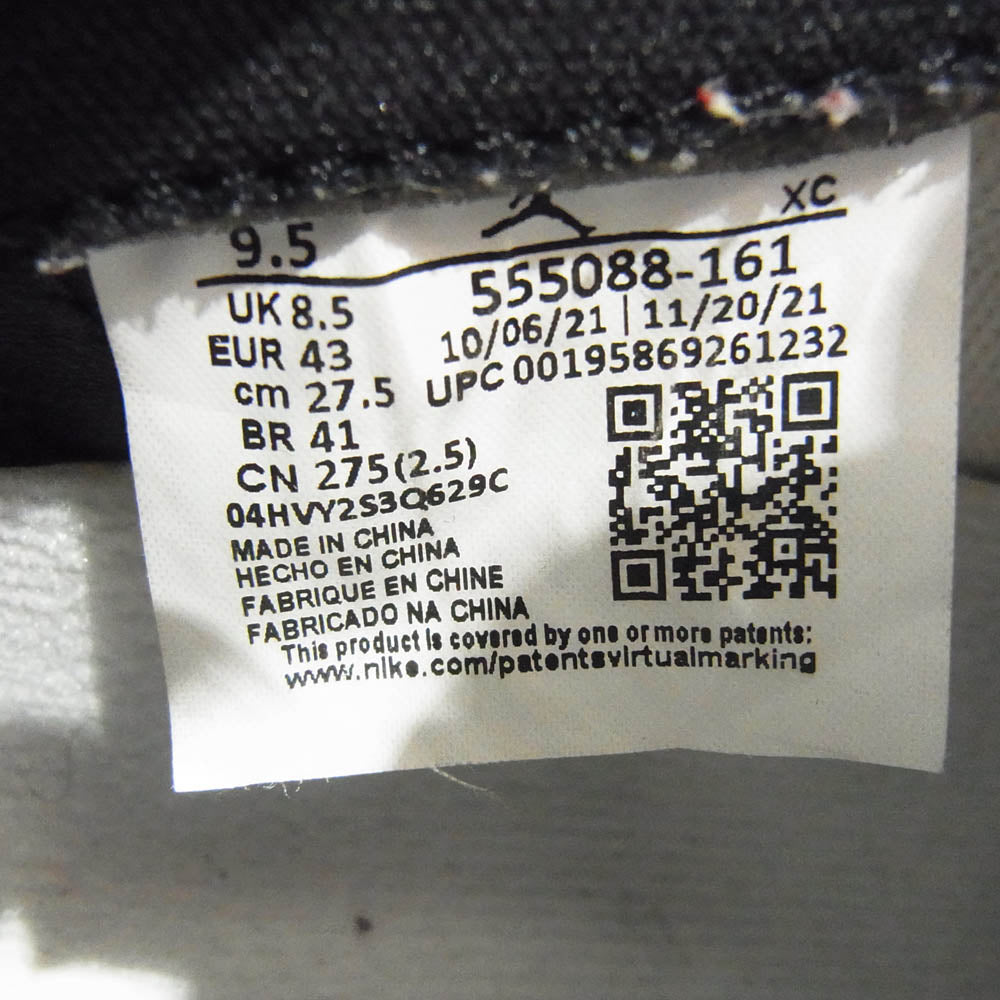 9.5 XC
UK 8.5 555088-161
EUR 43 10/06/21 | 11/20/21
cm 27.5 UPC 00195869261232
BR 41
CN 275(2.5)
04HVY2S3Q629C
MADE IN CHINA
HECHO EN CHINA
FABRIQUE EN CHINE
FABRICADO NA CHINA
This product is covered by one or more patents:
www.nike.com/patentsvirtualmarking